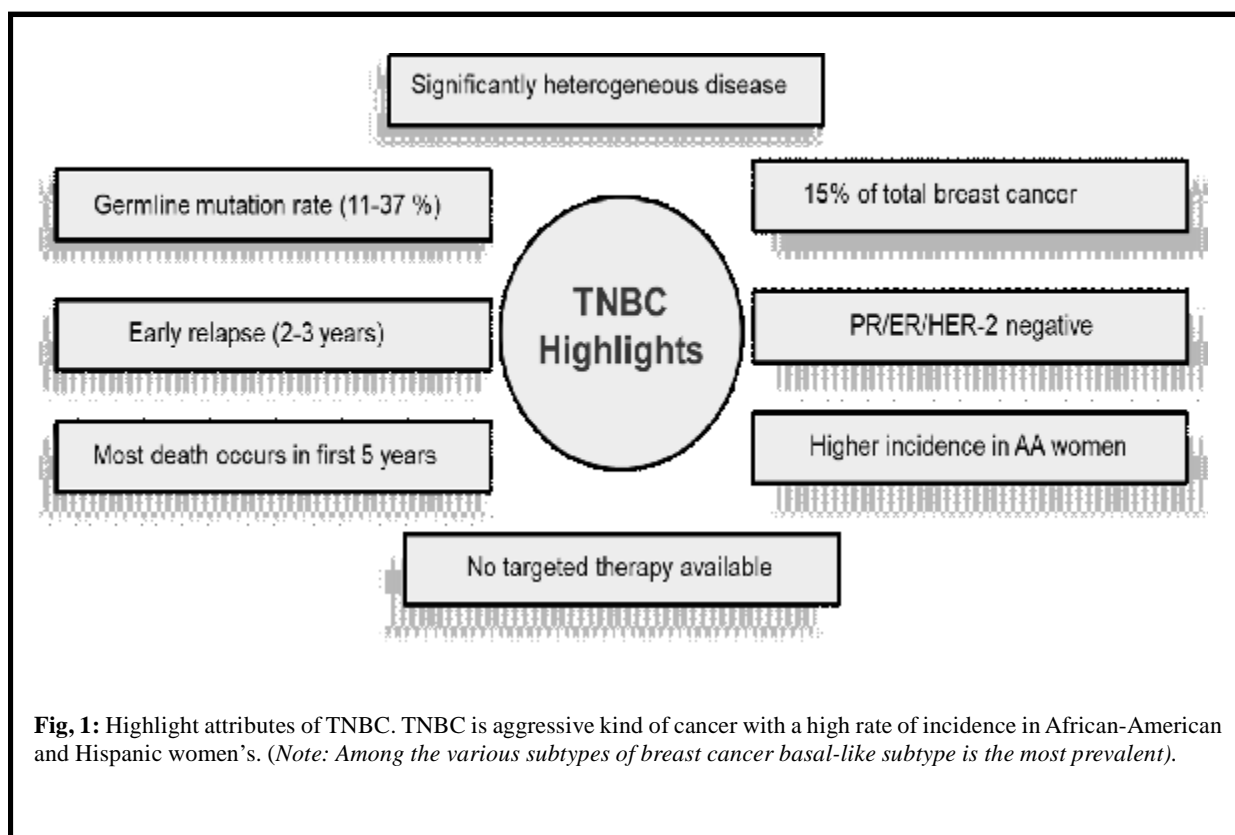 Significantly heterogeneous disease
Germline mutation rate (11-37 %)
15% of total breast cancer
TNBC
Highlights
Early relapse (2-3 years)
PR/ER/HER-2 negative
Most death occurs in first 5 years
Higher incidence in AA women
No targeted therapy available
Fig, 1: Highlight attributes of TNBC. TNBC is aggressive kind of cancer with a high rate of incidence in African-American
and Hispanic women’s. (Note: Among the various subtypes of breast cancer basal-like subtype is the most prevalent).